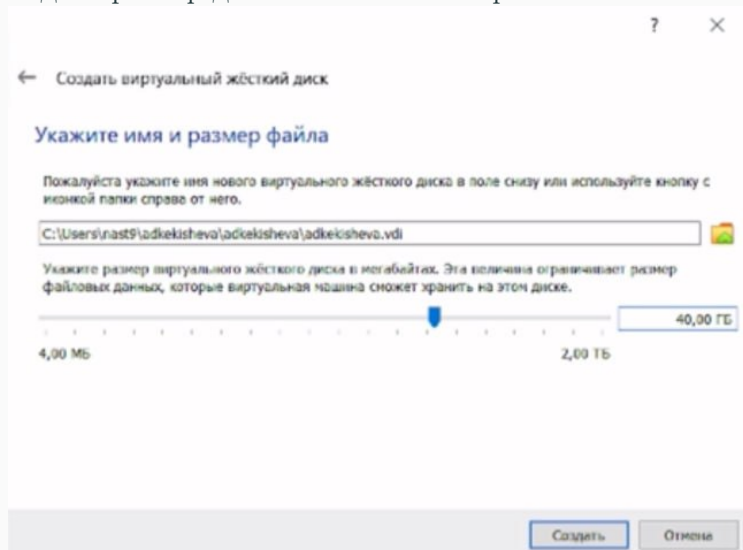 ?
Создать виртуальный жёсткий диск
Укажите имя и размер файла
Пожалуйста укажите имя нового виртуального жёсткого диска в поле снизу или используйте кнопку с
иконкой папки справа от него.
C:\Users\nast9\adkekisheva\adkekisheva\adkekisheva.vdi
Укажите размер виртуального жёсткого диска в мегабайтах. Эта величина ограничивает размер
файловых данных, которые виртуальная машина сможет хранить на этом диске.
40,00 ГБ
4,00 МБ
2,00 ТБ
Создать
Отмена